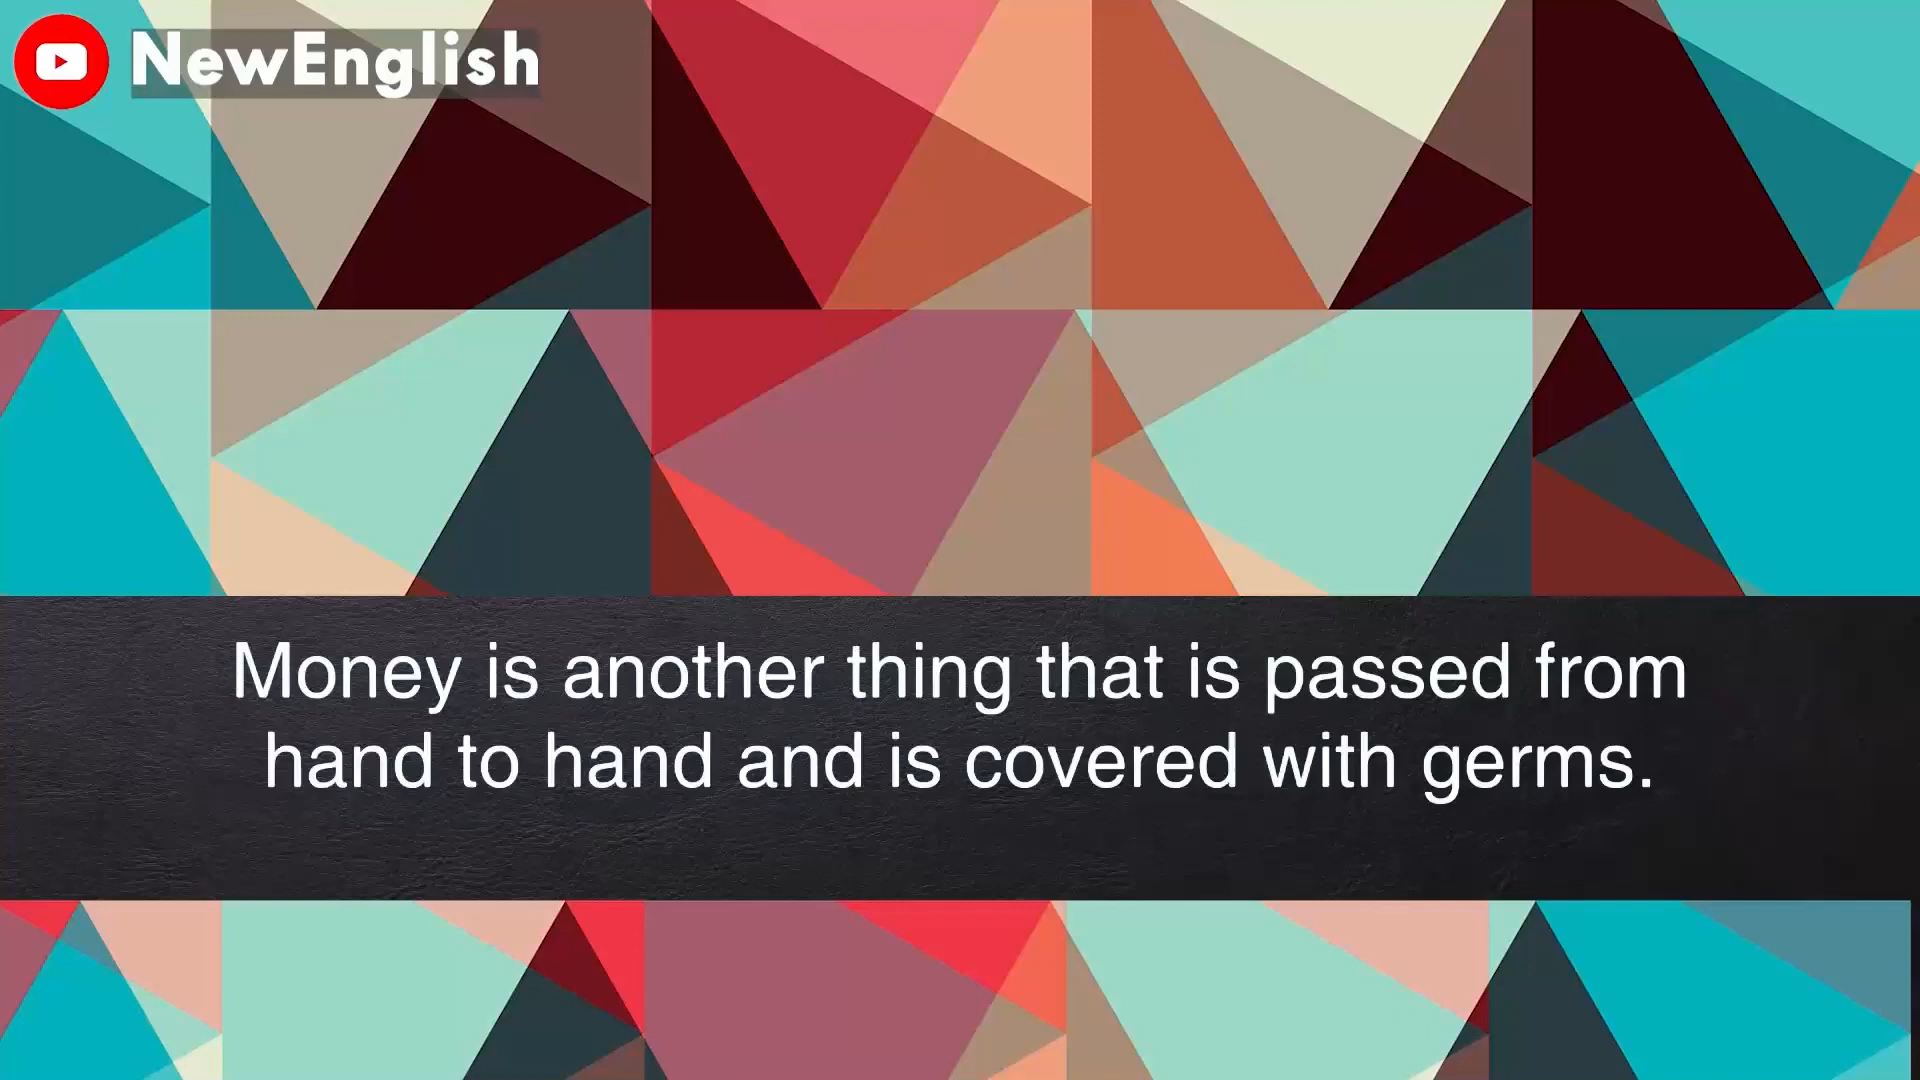 NewEnglish
Money is another thing that is passed from
hand to hand and is covered with germs.